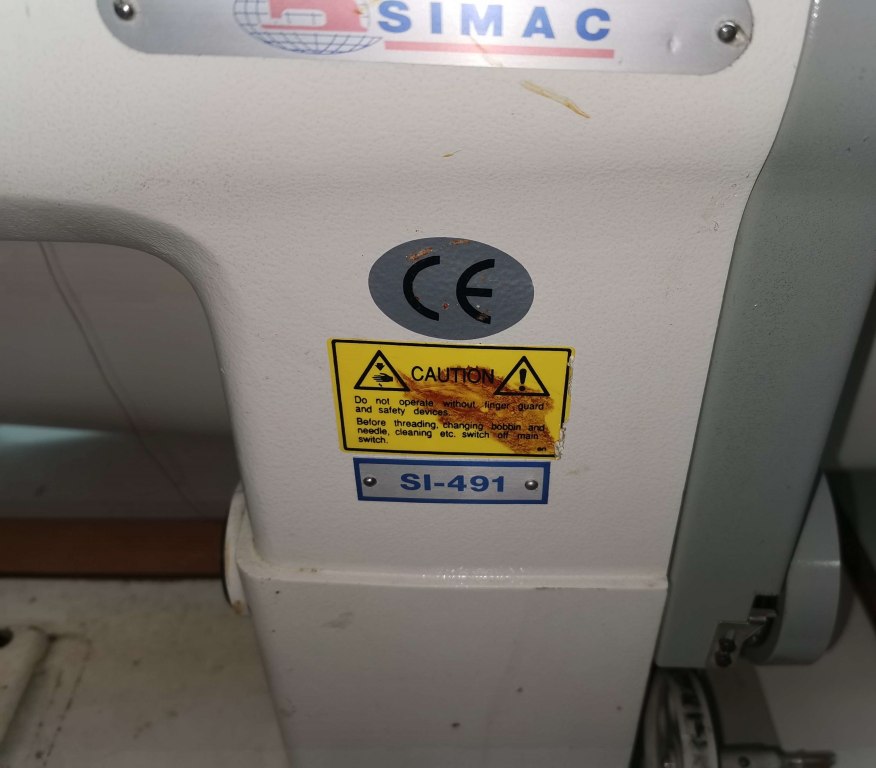 SIMAC
CE
CAUTION
Do not operate without finger guard
and safety devices.
Before threading, changing bobbin and
needle, cleaning etc. switch off main
switch.
en
SI-491